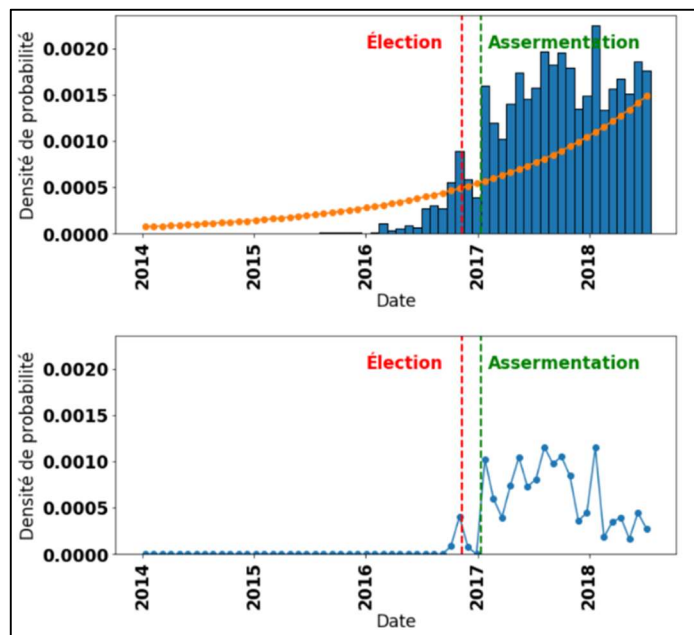 Densité de probabilité
0.0020
0.0015
0.0010
0.0005
0.0000
Élection
Assermentation
2014
2015
2016
2017
2018
Date
Densité de probabilité
0.0020
0.0015
0.0010
0.0005
0.0000
Élection
Assermentation
2014
2015
2016
2017
2018
Date